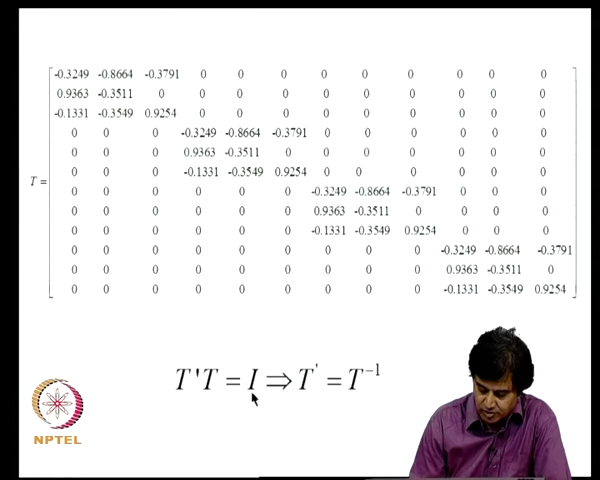 -0.3249 -0.8664 -0.3791 0 0 0 0 0 0 0 0 0
0.9363 -0.3511 0 0 0 0 0 0 0 0 0 0
-0.1331 -0.3549 0.9254 0 0 0 0 0 0 0 0 0
0 0 0 -0.3249 -0.8664 -0.3791 0 0 0 0 0 0
0 0 0 0.9363 -0.3511 0 0 0 0 0 0 0
0 0 0 -0.1331 -0.3549 0.9254 0 0 0 0 0 0
T = 0 0 0 0 0 0 -0.3249 -0.8664 -0.3791 0 0 0
0 0 0 0 0 0 0.9363 -0.3511 0 0 0 0
0 0 0 0 0 0 -0.1331 -0.3549 0.9254 0 0 0
0 0 0 0 0 0 0 0 0 -0.3249 -0.8664 -0.3791
0 0 0 0 0 0 0 0 0 0.9363 -0.3511 0
0 0 0 0 0 0 0 0 0 -0.1331 -0.3549 0.9254
T'T = I ⇒ T' = T⁻¹
NPTEL